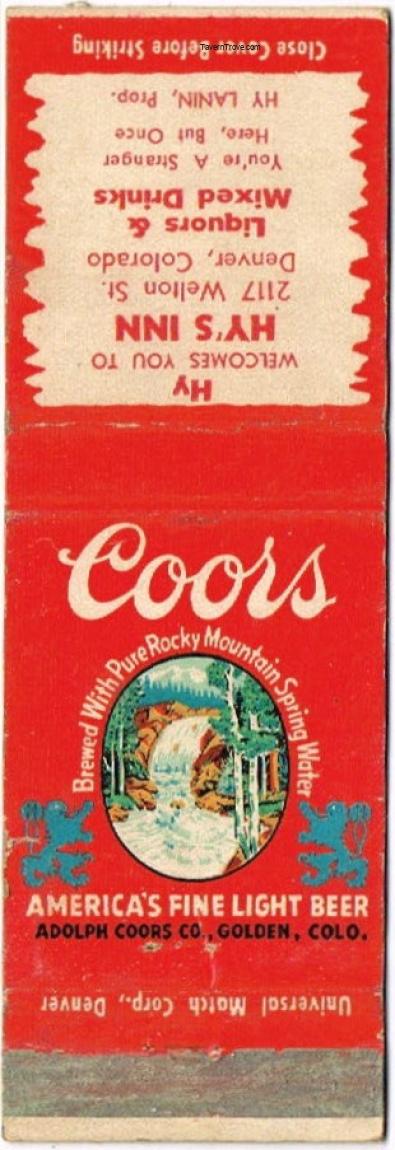 Close Cover Before Striking
TavernTrove.com
Hy
WELCOMES YOU TO
HY'S INN
2117 Welton St.
Denver, Colorado
Liquors &
Mixed Drinks
You're A Stranger
Here, But Once
HY LANIN, Prop.
Coors
Brewed With Pure Rocky Mountain Spring Water
AMERICA'S FINE LIGHT BEER
ADOLPH COORS CO., GOLDEN, COLO.
Universal Match Corp., Denver